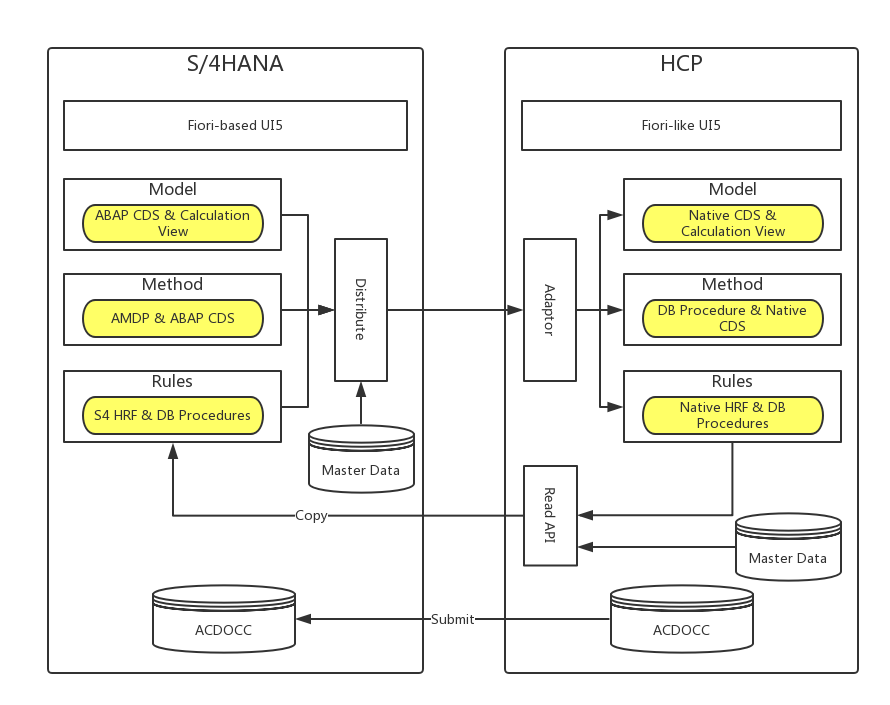 S/4HANA
Fiori-based UI5
Model
ABAP CDS & Calculation
View
Method
AMDP & ABAP CDS
Rules
S4 HRF & DB Procedures
Distribute
Master Data
Copy
ACDOCC
Submit
HCP
Fiori-like UI5
Adaptor
Model
Native CDS &
Calculation View
Method
DB Procedure & Native
CDS
Rules
Native HRF & DB
Procedures
Read API
Master Data
ACDOCC